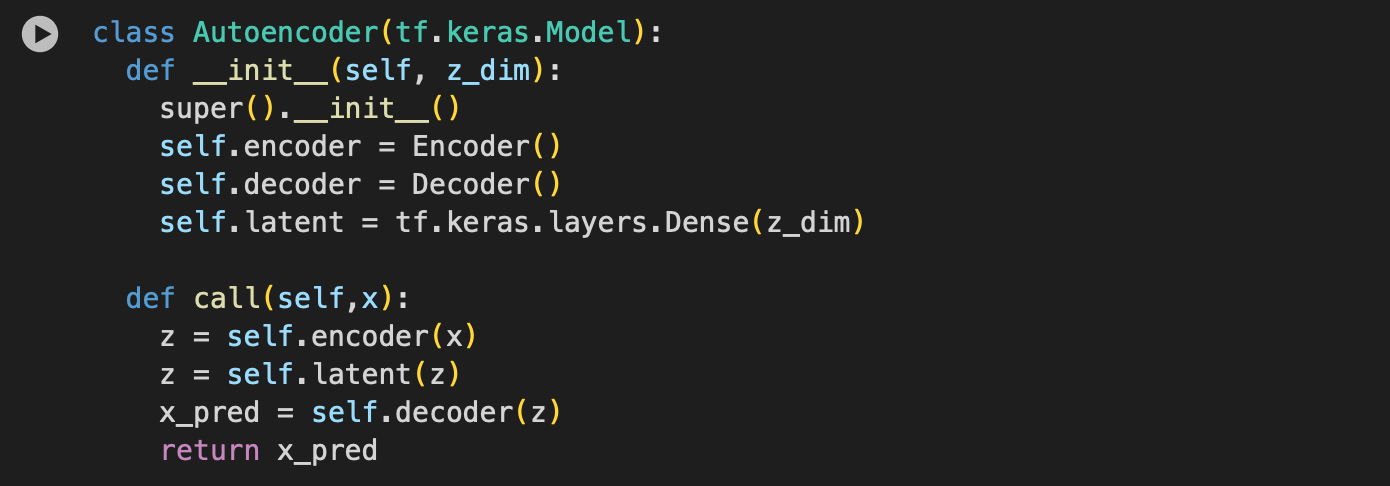 class Autoencoder(tf.keras.Model):
  def __init__(self, z_dim):
    super().__init__()
    self.encoder = Encoder()
    self.decoder = Decoder()
    self.latent = tf.keras.layers.Dense(z_dim)

  def call(self,x):
    z = self.encoder(x)
    z = self.latent(z)
    x_pred = self.decoder(z)
    return x_pred